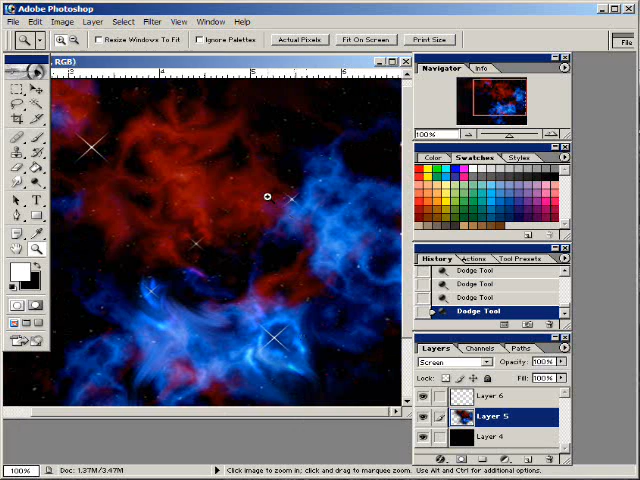 Adobe Photoshop
File Edit Image Layer Select Filter View Window Help
Resize Windows To Fit Ignore Palettes Actual Pixels Fit On Screen Print Size File
RGB)
3 5 6
Navigator Info
100%
Color Swatches Styles
History Actions Tool Presets
Dodge Tool
Dodge Tool
Dodge Tool
Dodge Tool
Layers Channels Paths
Screen Opacity: 100%
Lock: Fill: 100%
Layer 6
Layer 5
Layer 4
100% Doc: 1.37M/3.47M Click image to zoom in; click and drag to marquee zoom. Use Alt and Ctrl for additional options.